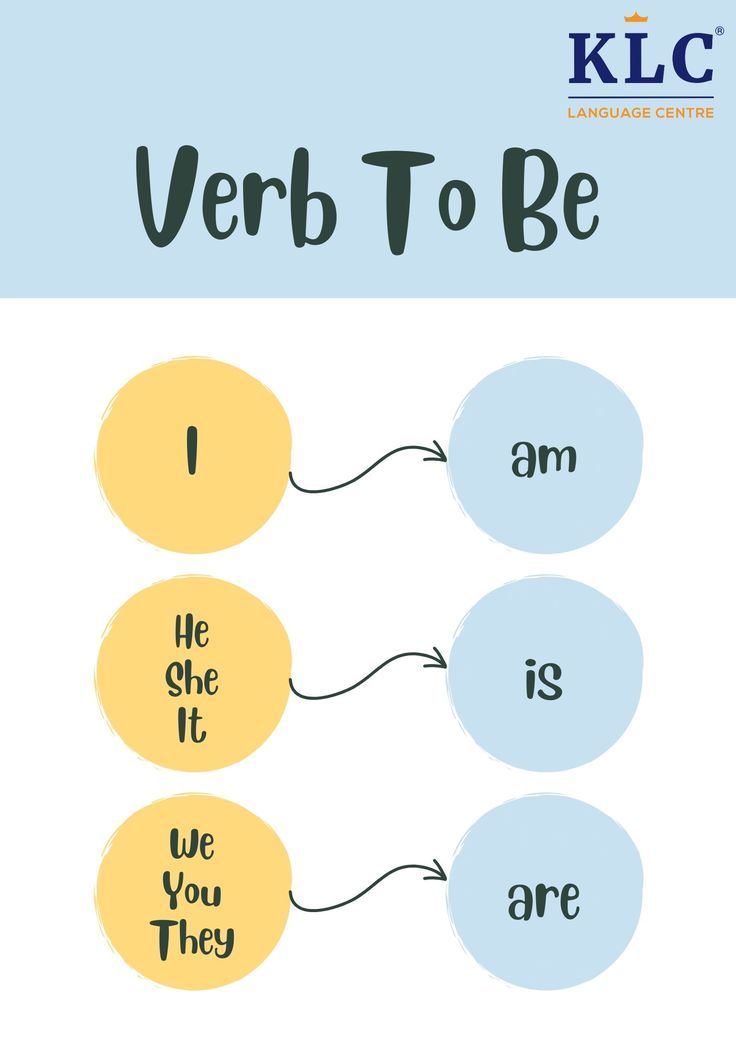 KLC®
LANGUAGE CENTRE
Verb To Be
I
am
He
She
It
is
We
You
They
are